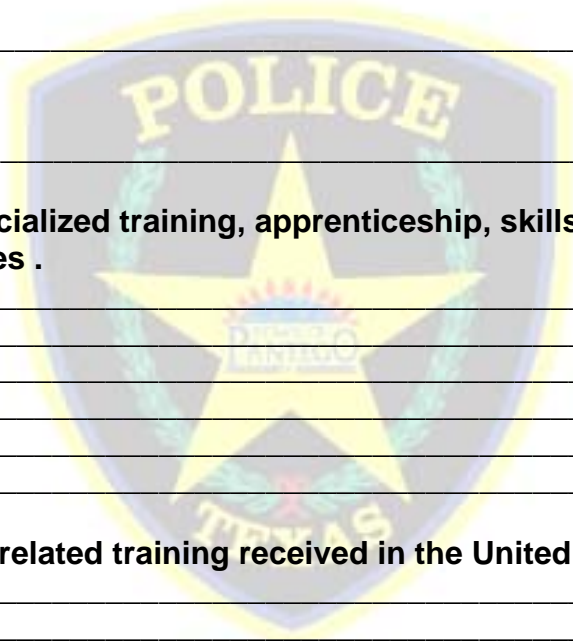 POLICE
cialized training, apprenticeship, skills
es .
PANTEGO
TEXAS
related training received in the United